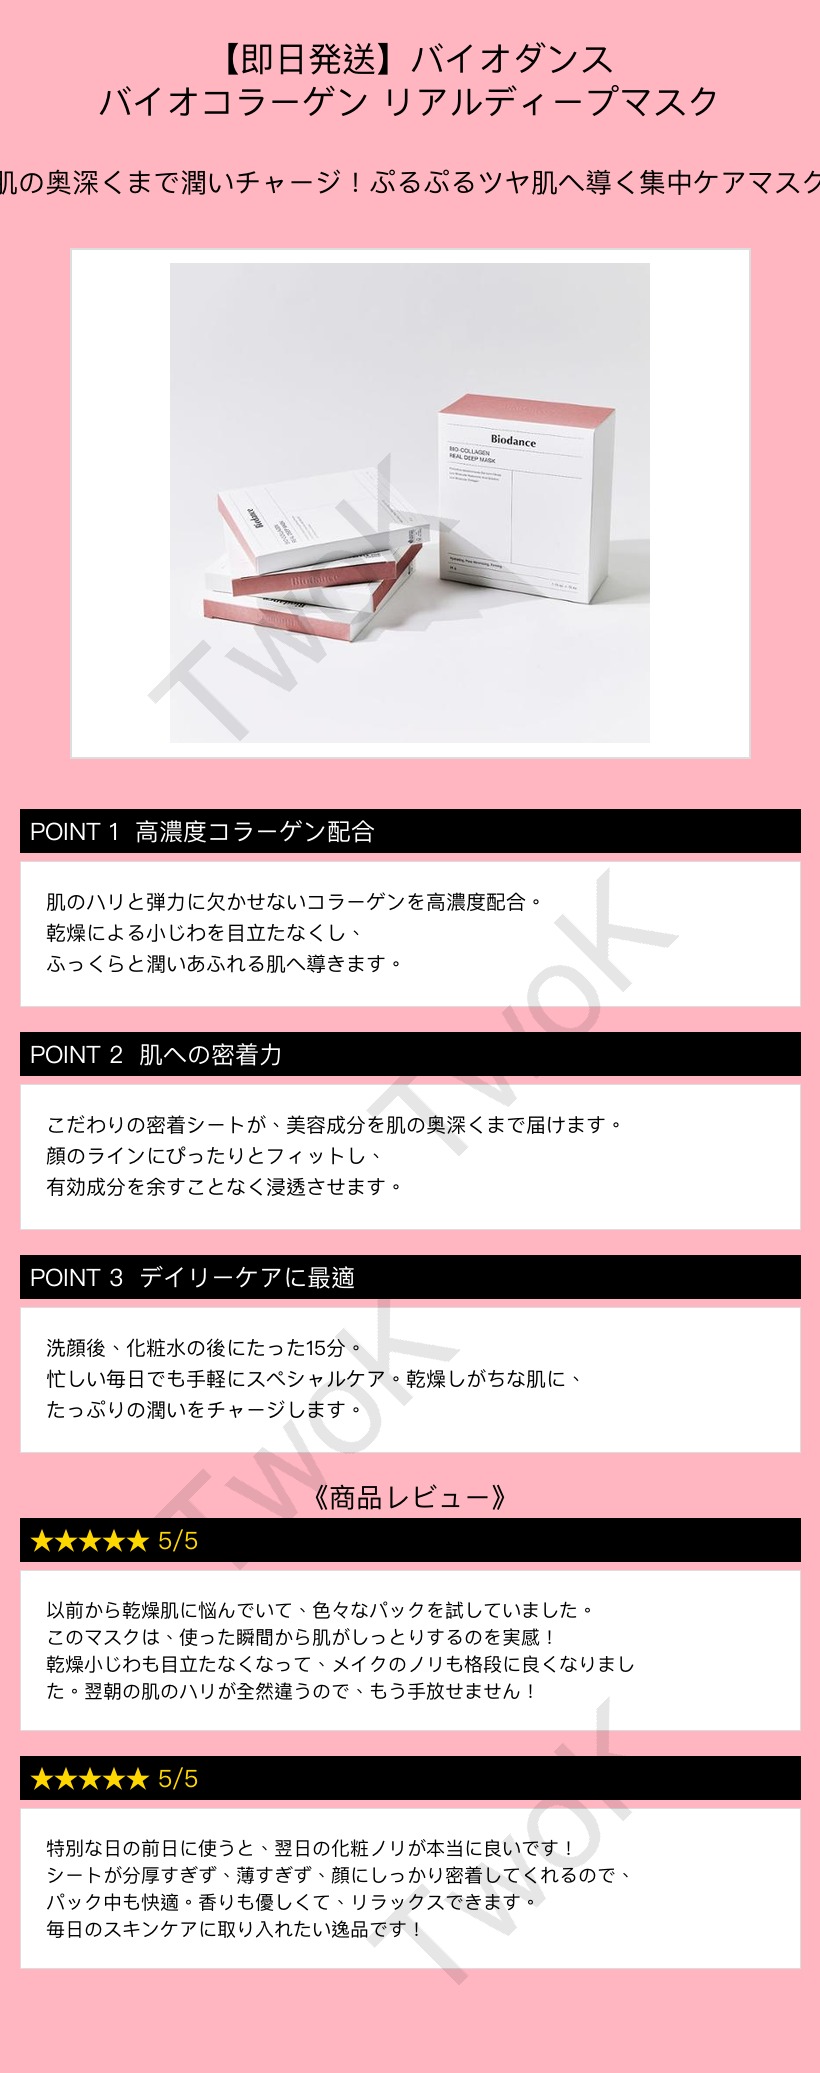 【即日発送】バイオダンス
バイオコラーゲン リアルディープマスク
肌の奥深くまで潤いチャージ！ぷるぷるツヤ肌へ導く集中ケアマスク
Biodance
BIO-COLLAGEN
REAL DEEP MASK
Biodance
Biodance
Biodance
TwoK
POINT 1 高濃度コラーゲン配合
肌のハリと弾力に欠かせないコラーゲンを高濃度配合。
乾燥による小じわを目立たなくし、
ふっくらと潤いあふれる肌へ導きます。
TwoK
POINT 2 肌への密着力
こだわりの密着シートが、美容成分を肌の奥深くまで届けます。
顔のラインにぴったりとフィットし、
有効成分を余すことなく浸透させます。
POINT 3 デイリーケアに最適
洗顔後、化粧水の後にたった15分。
忙しい毎日でも手軽にスペシャルケア。乾燥しがちな肌に、
たっぷりの潤いをチャージします。
TwoK
《商品レビュー》
★★★★★ 5/5
以前から乾燥肌に悩んでいて、色々なパックを試していました。
このマスクは、使った瞬間から肌がしっとりするのを実感！
乾燥小じわも目立たなくなって、メイクのノリも格段に良くなりまし
た。翌朝の肌のハリが全然違うので、もう手放せません！
★★★★★ 5/5
特別な日の前日に使うと、翌日の化粧ノリが本当に良いです！
シートが分厚すぎず、薄すぎず、顔にしっかり密着してくれるので、
パック中も快適。香りも優しくて、リラックスできます。
毎日のスキンケアに取り入れたい逸品です！
TwoK